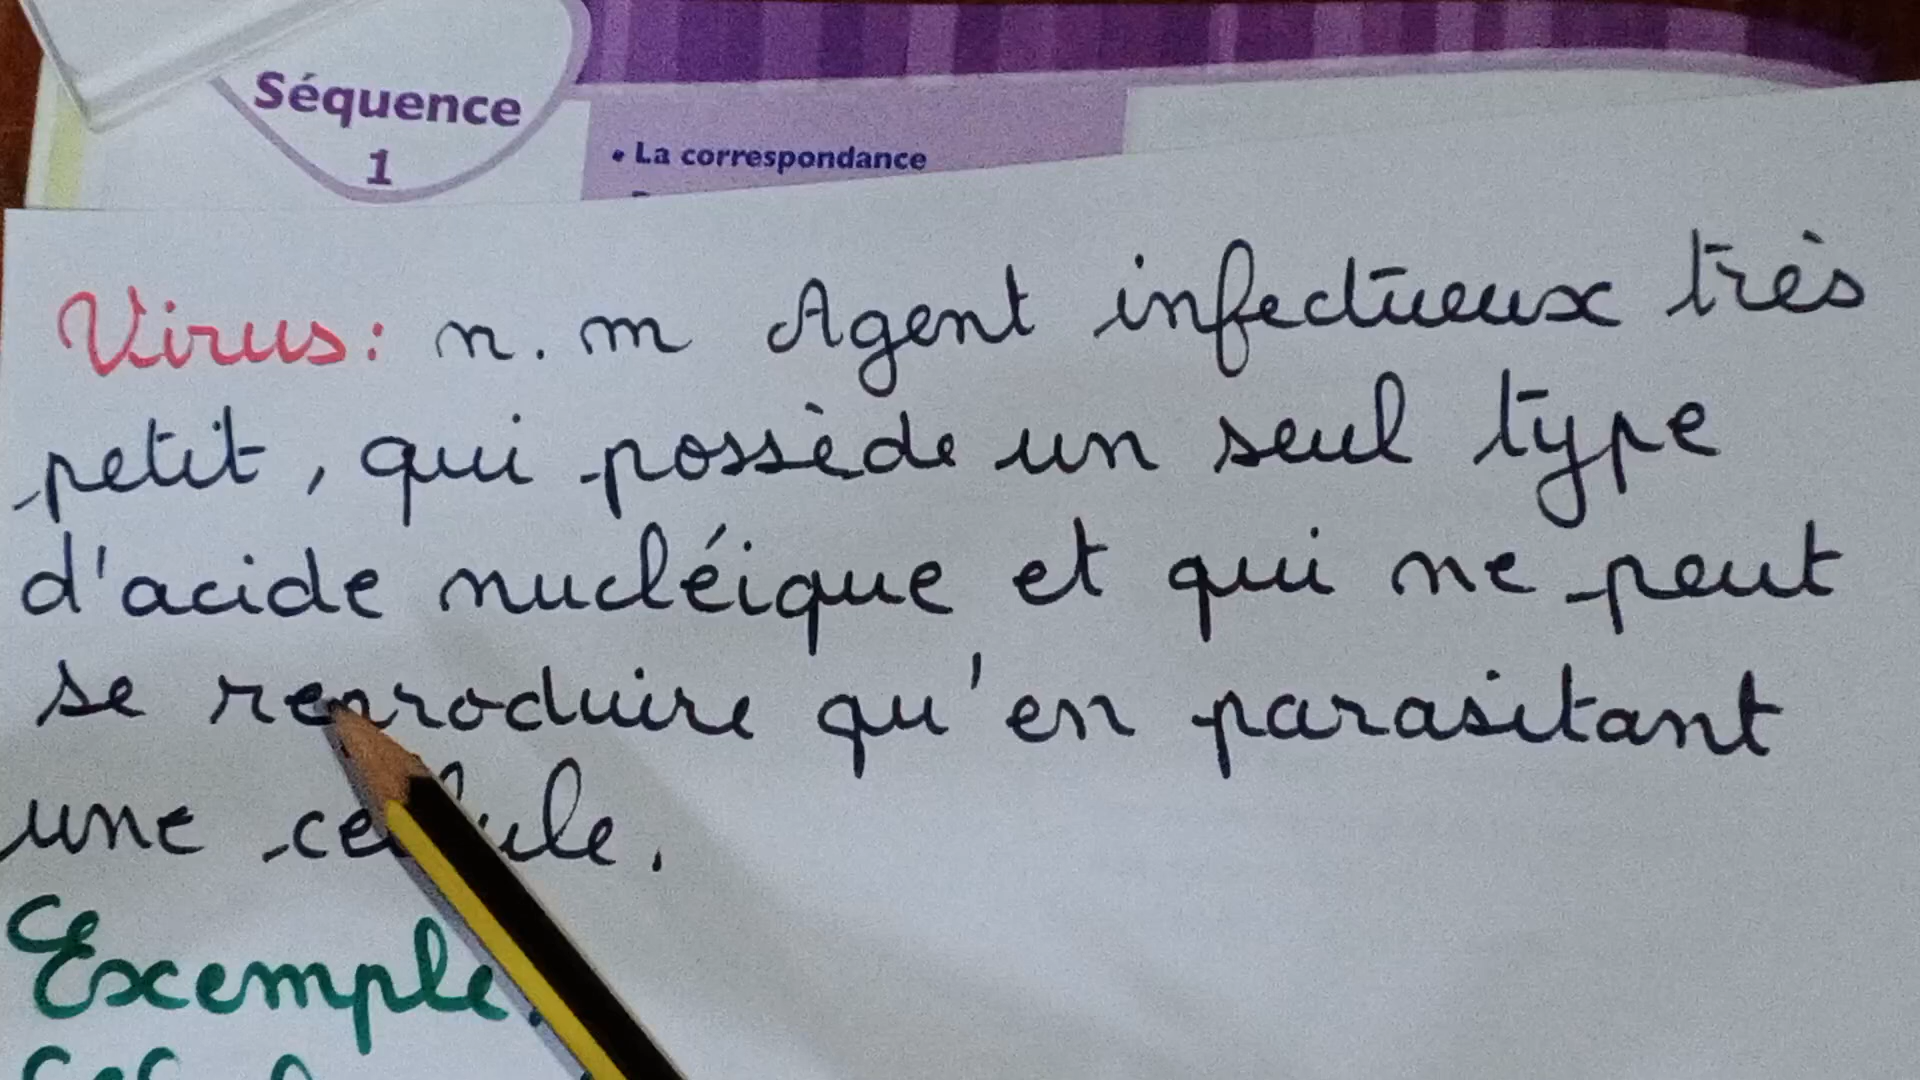 Séquence
1
• La correspondance
Virus: n.m Agent infectueux très
petit, qui possède un seul type
d'acide nucléique et qui ne peut
se reproduire qu'en parasitant
une cellule.
Exemple